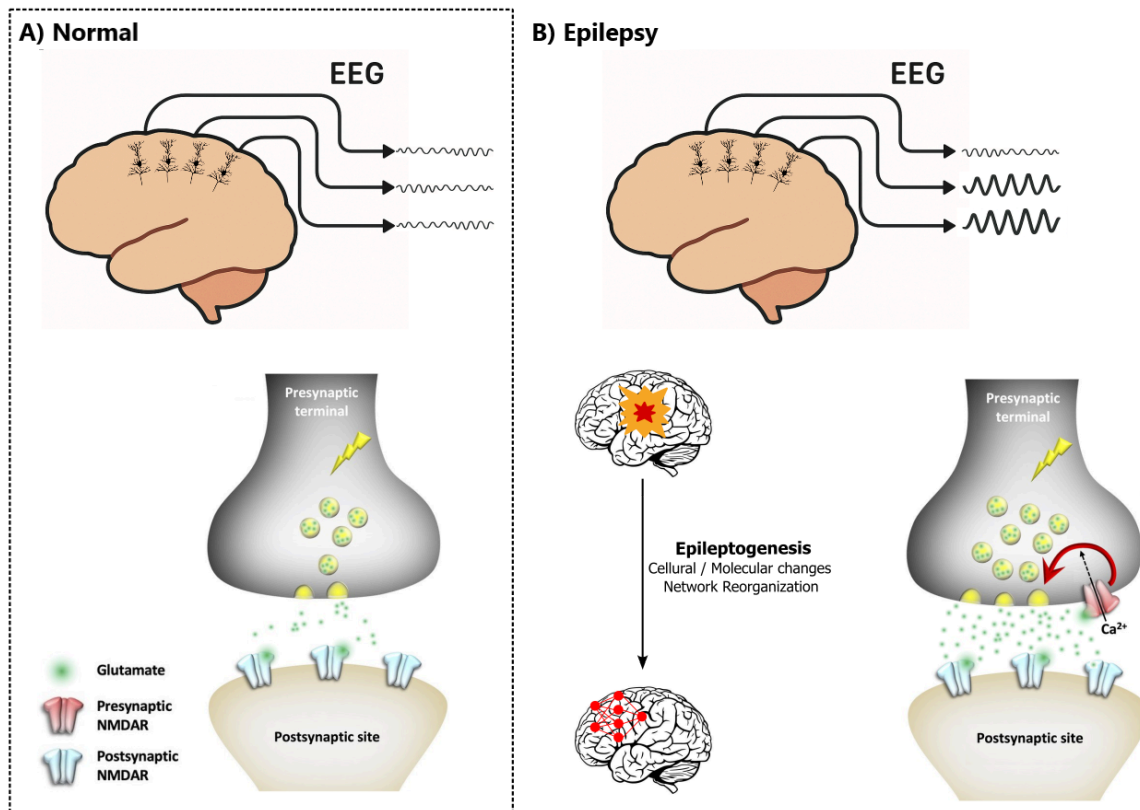 A) Normal
EEG
Presynaptic
terminal
Glutamate
Presynaptic
NMDAR
Postsynaptic
NMDAR
Postsynaptic site
B) Epilepsy
EEG
Epileptogenesis
Cellural / Molecular changes
Network Reorganization
Presynaptic
terminal
Ca²⁺
Postsynaptic site